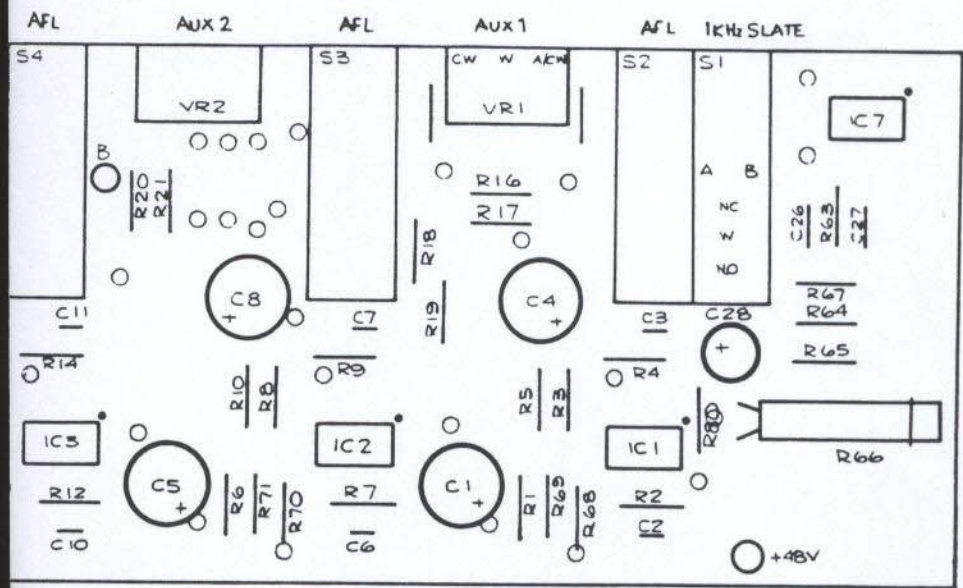 AFL AUX 2 AFL AUX 1 AFL 1KHz SLATE
S4 S3 CW W A/CW S2 S1
VR2 VR1 IC7
B
A B
R20 R21 R16
R17 NC C26 R63 C27
R18 W
NO
C8 R19 C4 R67
C11 C7 C3 C28 R64
+ + +
R14 R9 R4 R65
R10 R8 R5 R3 R80
IC3 IC2 IC1 R66
R12 C5 R6 R71 R70 R7 C1 R1 R69 R68 R2
+ +
C10 C6 C2 +48V